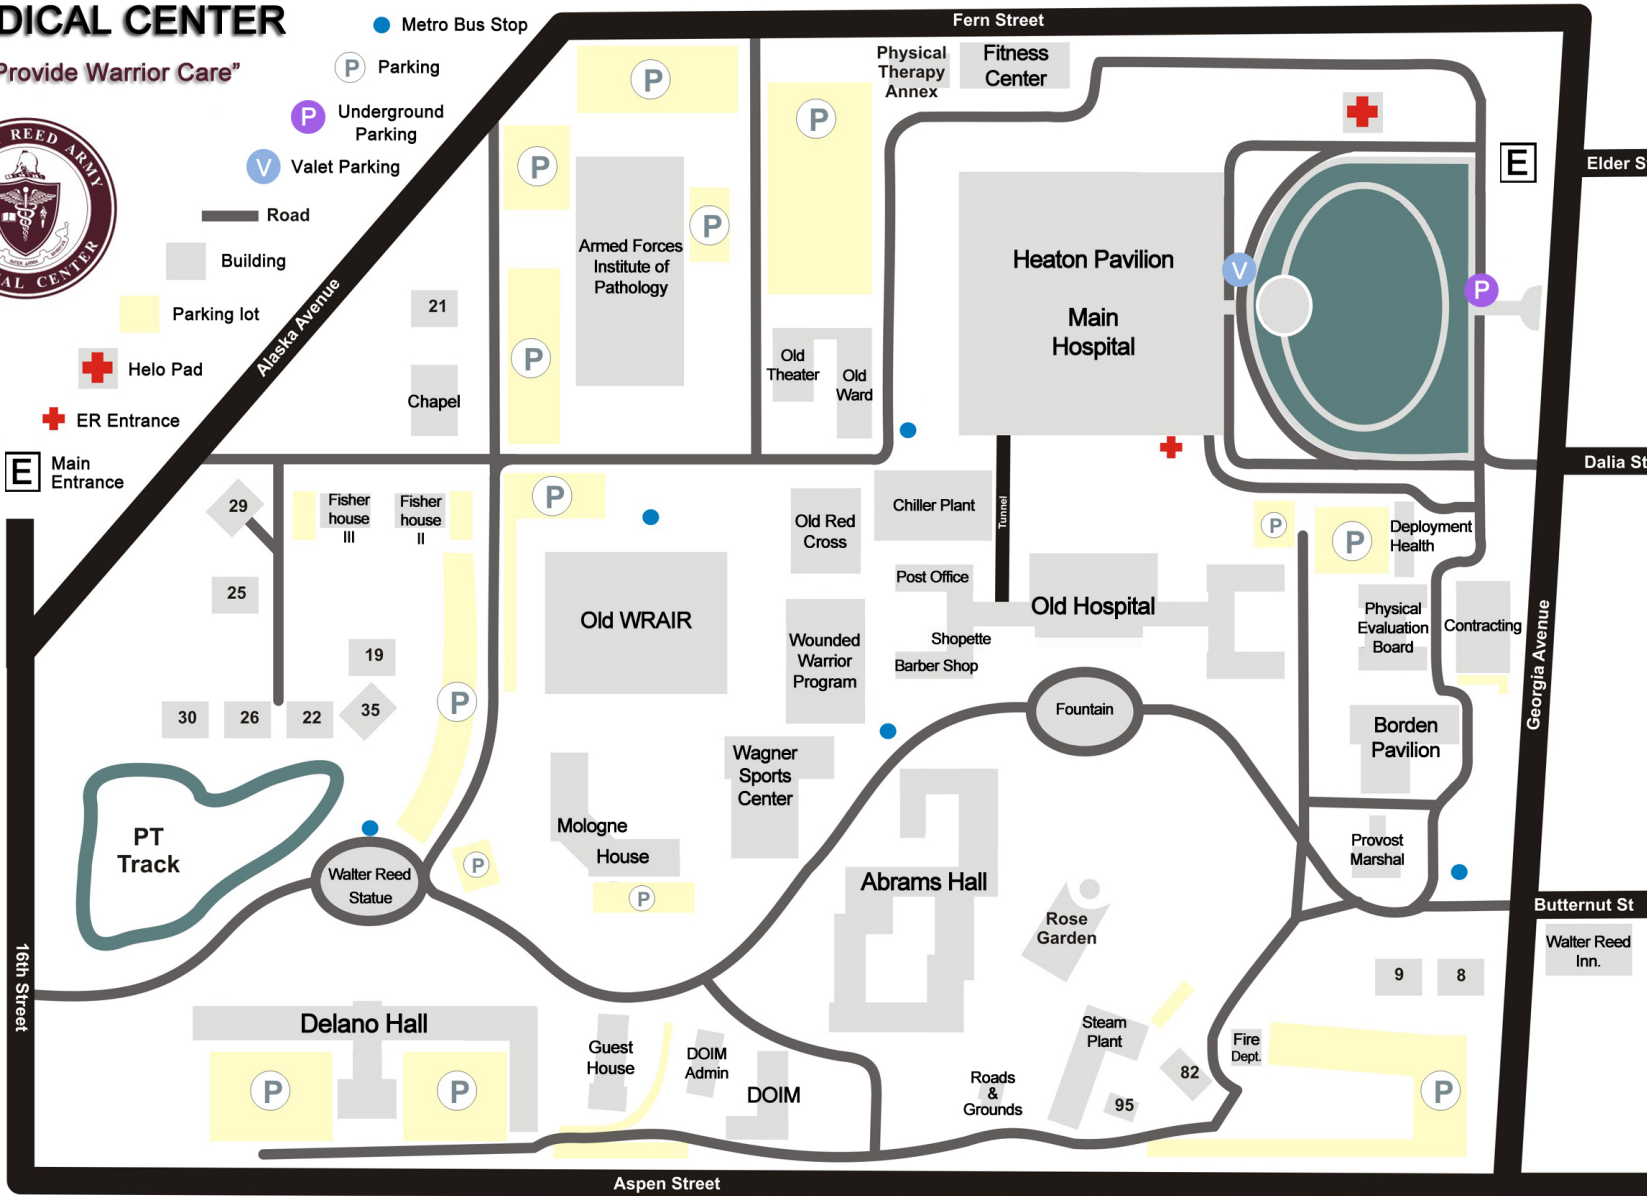 DICAL CENTER
Provide Warrior Care”
REED ARMY
AL CENTER
Metro Bus Stop
P
Parking
P
Underground
Parking
V
Valet Parking
Road
Building
Parking lot
Helo Pad
ER Entrance
E
Main
Entrance
Fern Street
Alaska Avenue
16th Street
Aspen Street
Georgia Avenue
Elder S
Dalia St
Butternut St
Physical
Therapy
Annex
Fitness
Center
E
P
P
P
P
P
Armed Forces
Institute of
Pathology
21
Chapel
Old
Theater
Old
Ward
Heaton Pavilion
Main
Hospital
V
P
29
Fisher
house
III
Fisher
house
II
P
25
19
30
26
22
35
P
Old WRAIR
Old Red
Cross
Chiller Plant
Tunnel
Post Office
Shopette
Barber Shop
Old Hospital
Wounded
Warrior
Program
P
P
Deployment
Health
Physical
Evaluation
Board
Contracting
Fountain
Borden
Pavilion
Wagner
Sports
Center
Mologne
House
P
PT
Track
Walter Reed
Statue
P
Abrams Hall
Rose
Garden
Provost
Marshal
Walter Reed
Inn.
9
8
Delano Hall
P
P
Guest
House
DOIM
Admin
DOIM
Steam
Plant
Roads
&
Grounds
95
82
Fire
Dept.
P